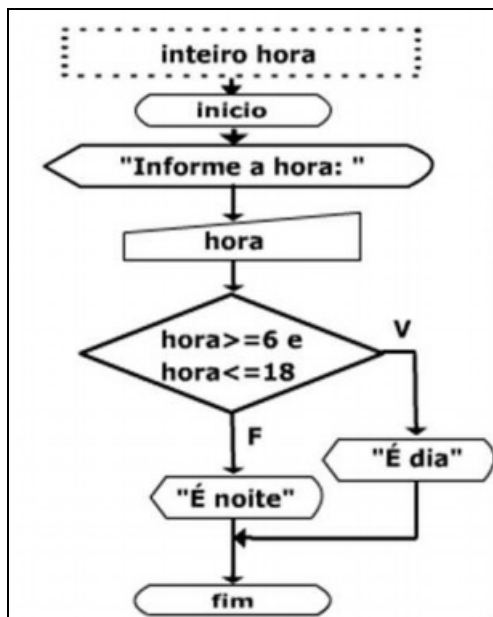 inteiro hora
inicio
"Informe a hora: "
hora
hora>=6 e
hora<=18
V
F
"É dia"
"É noite"
fim